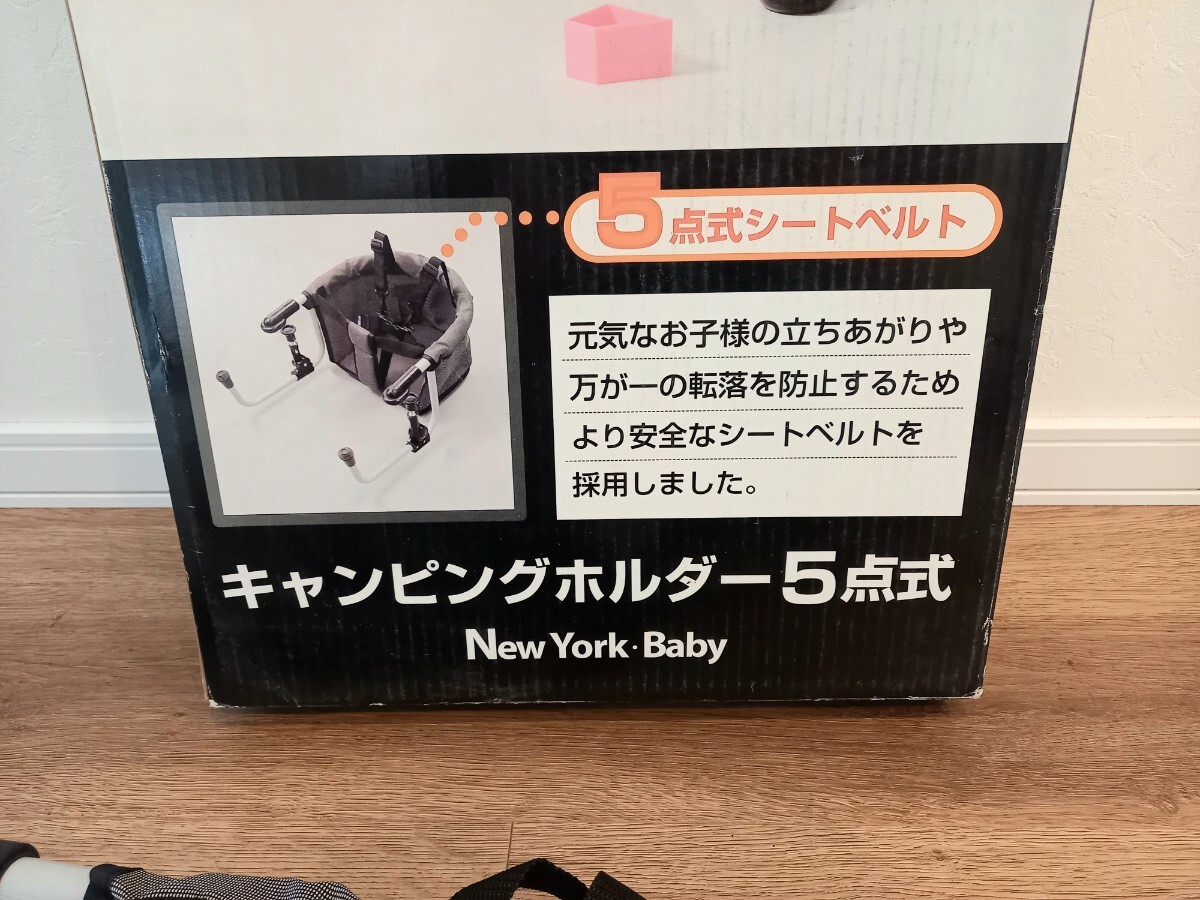 5点式シートベルト
元気なお子様の立ちあがりや
万が一の転落を防止するため
より安全なシートベルトを
採用しました。
キャンピングホルダー5点式
New York・Baby